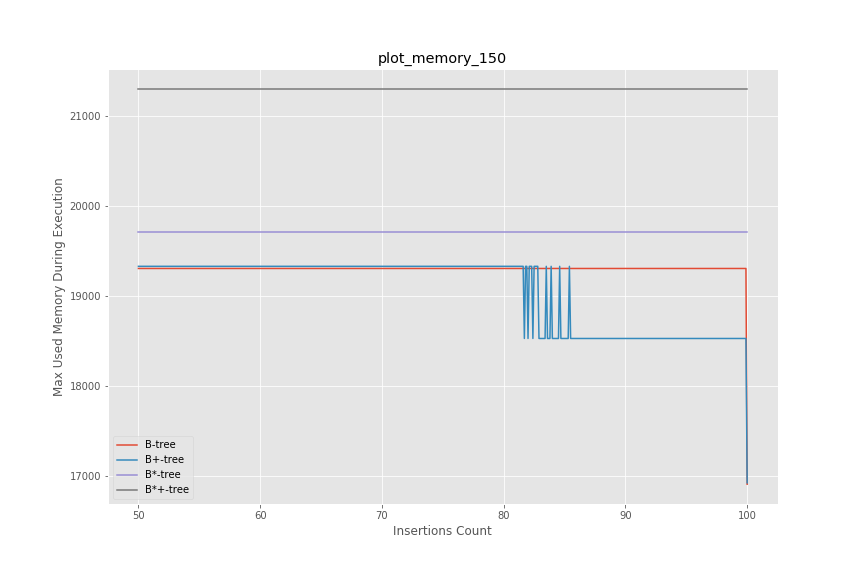 plot_memory_150
Max Used Memory During Execution
21000
20000
19000
18000
17000
B-tree
B+-tree
B*-tree
B*+-tree
50
60
70
80
90
100
Insertions Count